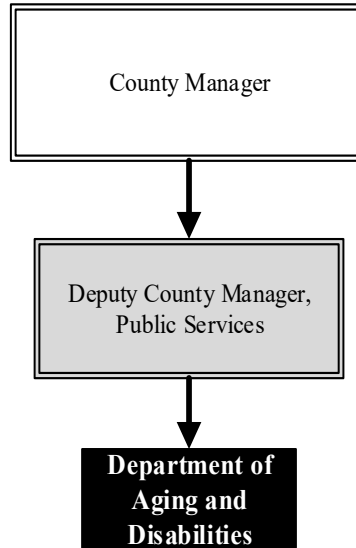 County Manager
Deputy County Manager,
Public Services
Department of
Aging and
Disabilities